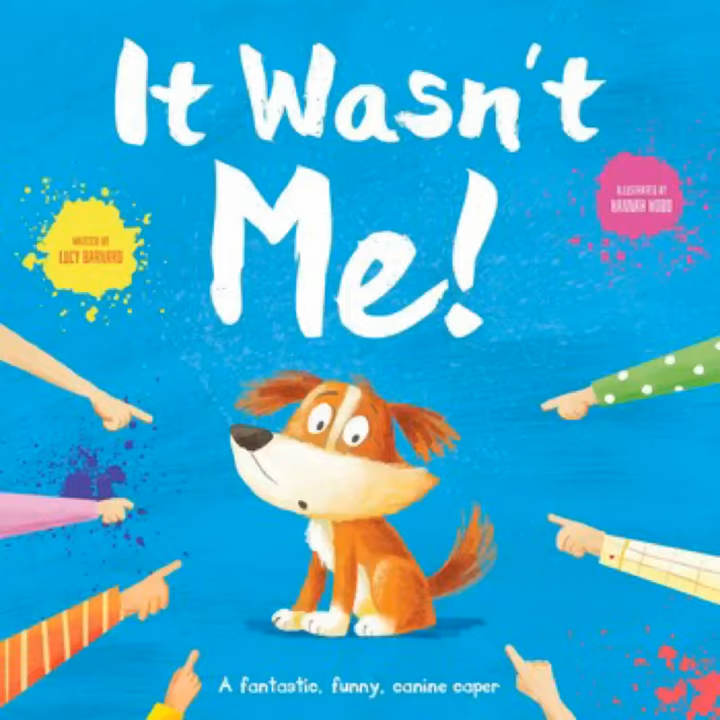 It Wasn't
Me!
WRITTEN BY
LUCY BARNARD
ILLUSTRATED BY
HANNAH WOOD
A fantastic, funny, canine caper